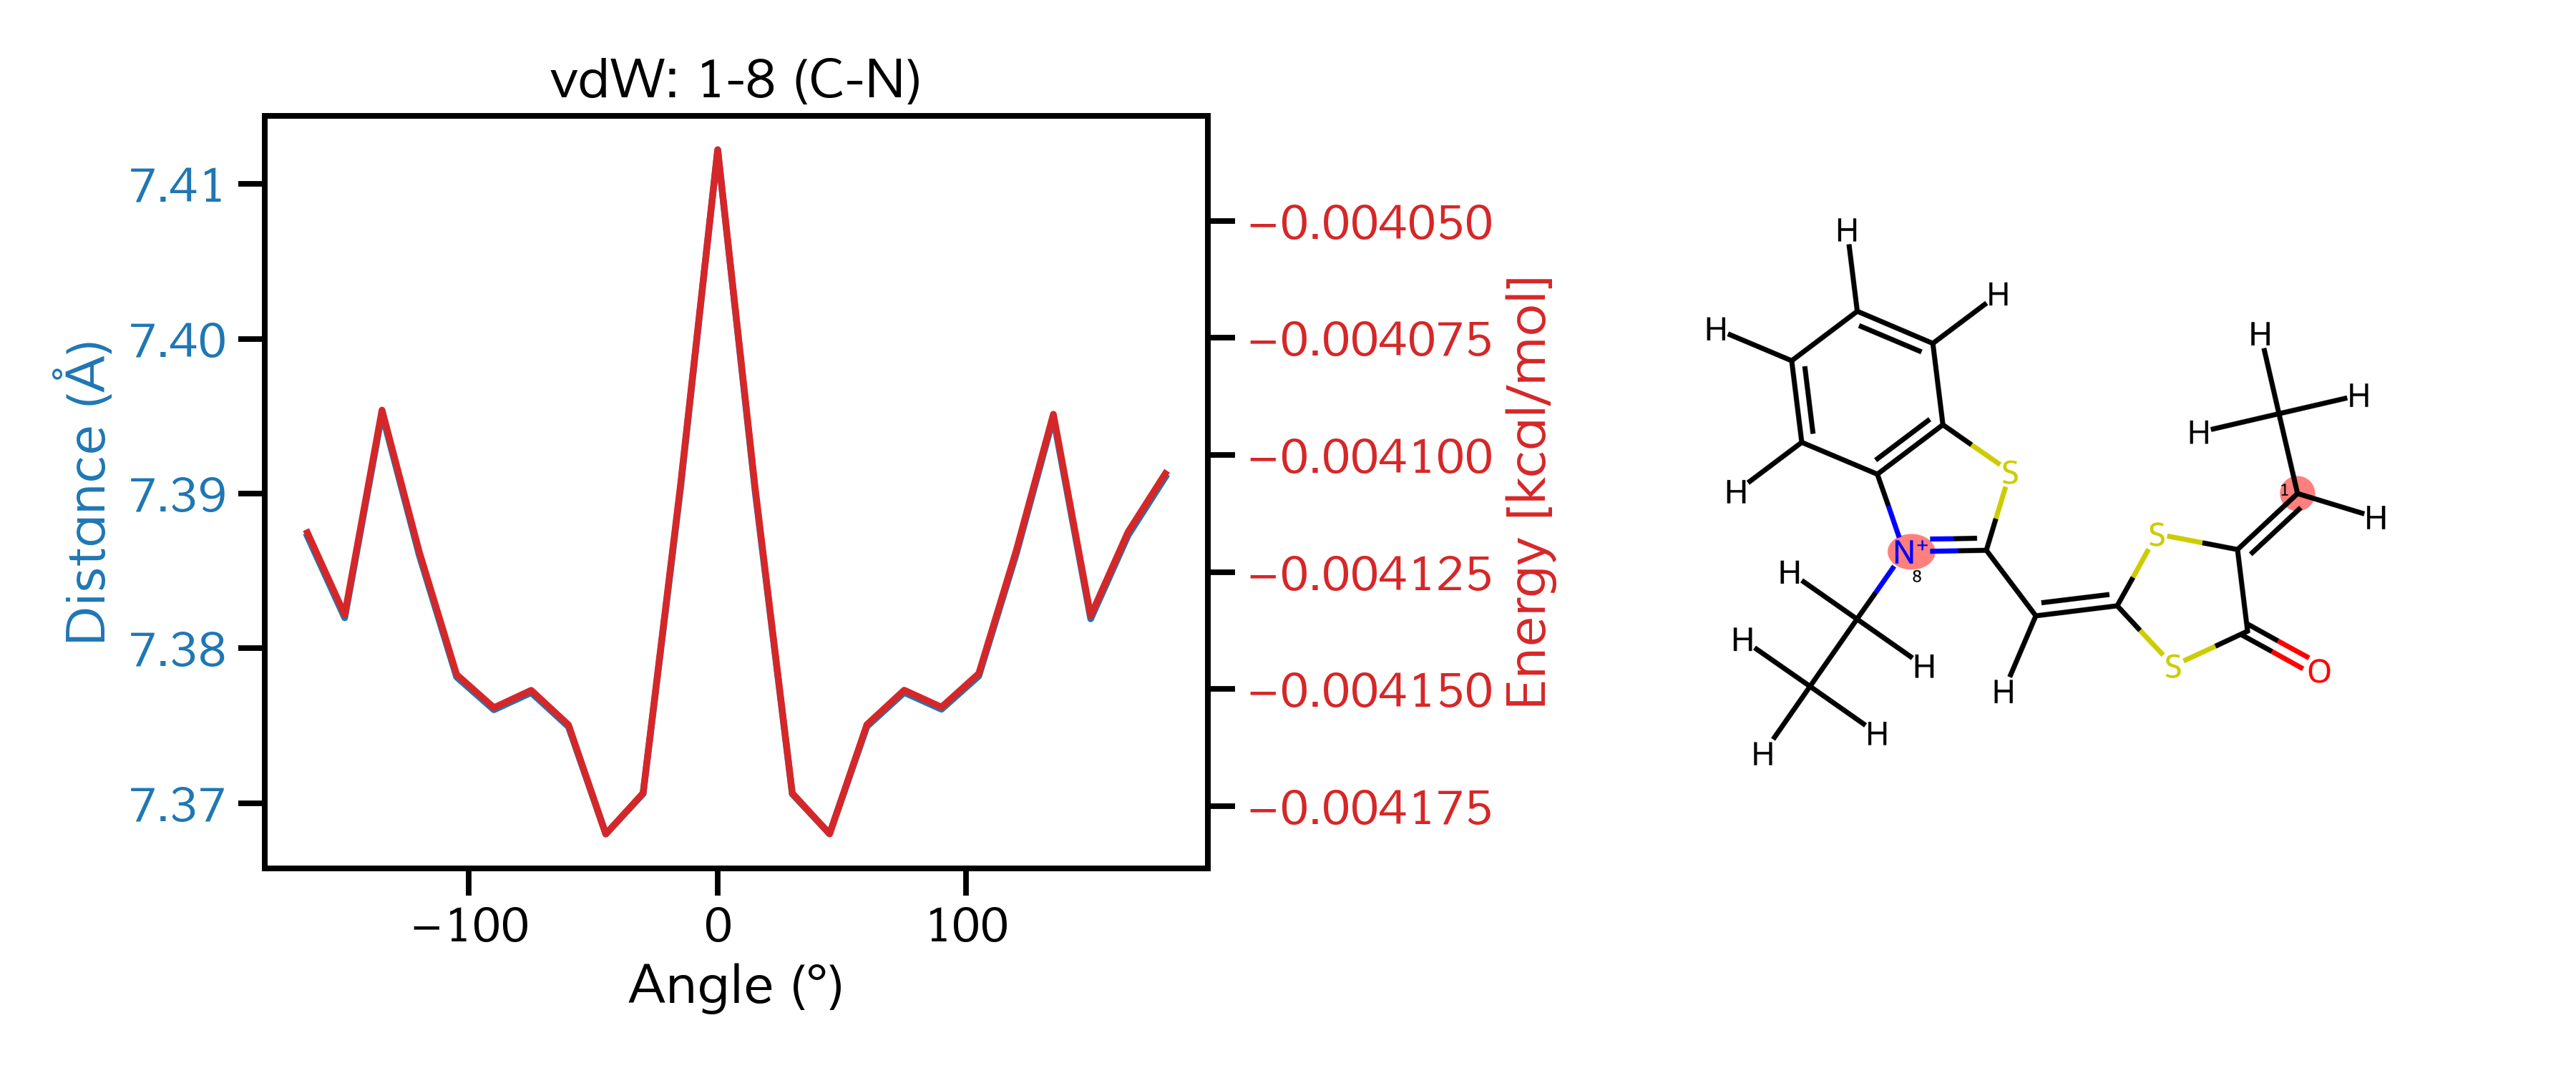 vdW: 1-8 (C-N)
7.41
7.40
7.39
7.38
7.37
Distance (Å)
−0.004050
−0.004075
−0.004100
−0.004125
−0.004150
−0.004175
Energy [kcal/mol]
−100 0 100
Angle (°)
H
H
H
H
H
S
H
H
H
1
H
S
N+
8
H
H
H
H
H
H
S
O